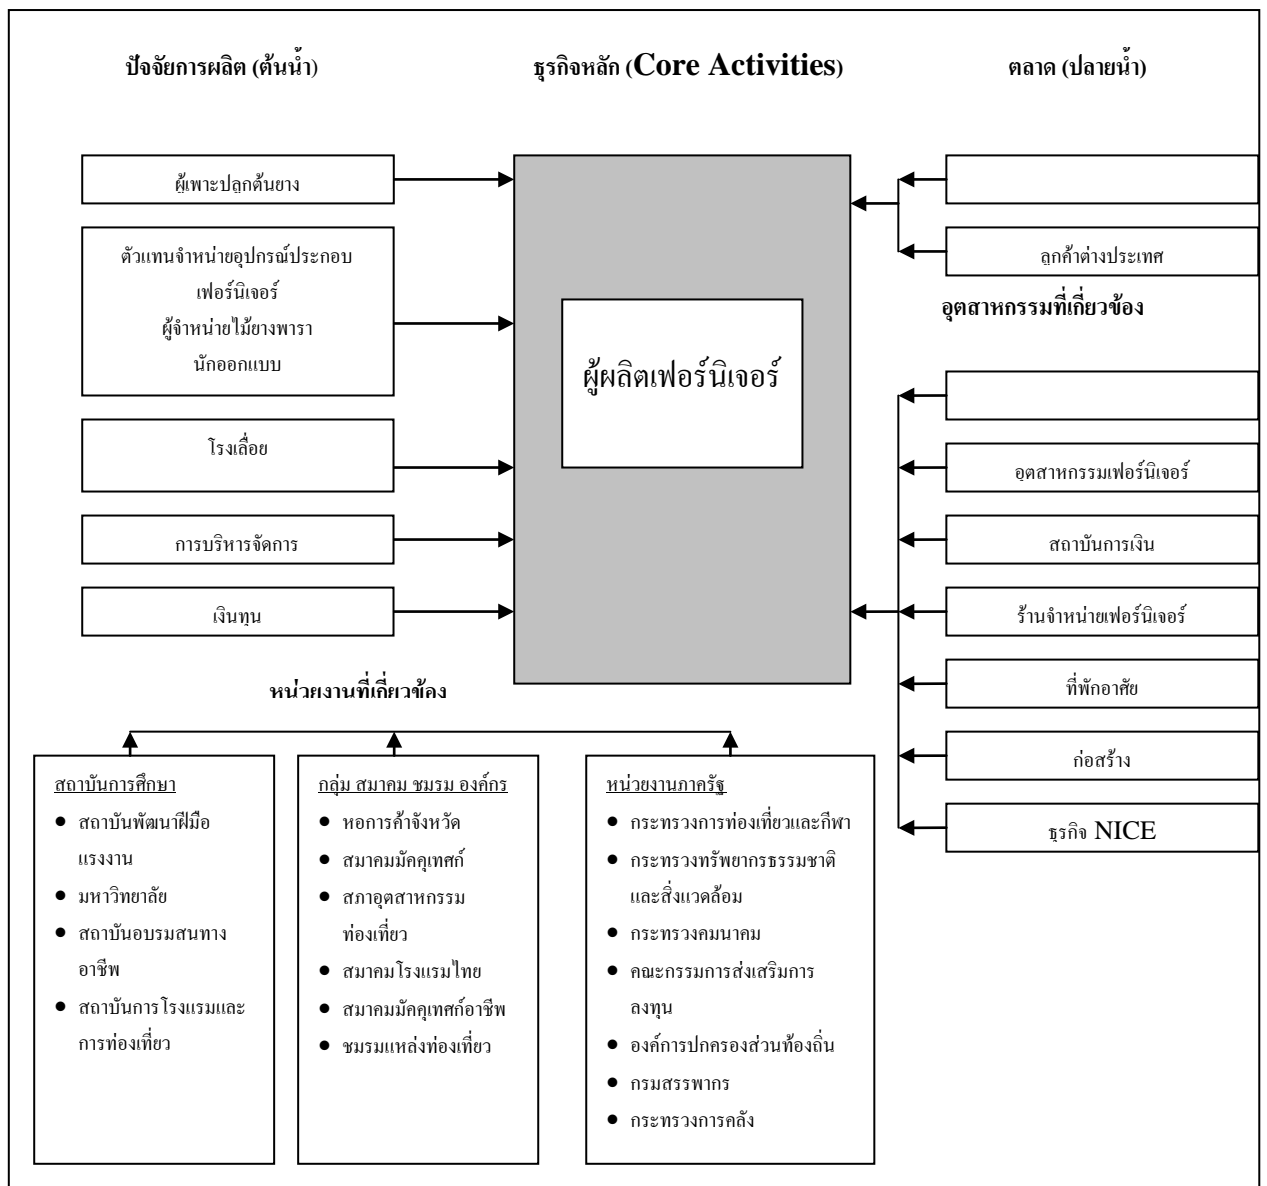 ปัจจัยการผลิต (ต้นน้ำ)
ธุรกิจหลัก (Core Activities)
ตลาด (ปลายน้ำ)
ผู้เพาะปลูกต้นยาง
ตัวแทนจำหน่ายอุปกรณ์ประกอบ
เฟอร์นิเจอร์
ผู้จำหน่ายไม้ยางพารา
นักออกแบบ
โรงเลื่อย
การบริหารจัดการ
เงินทุน
ผู้ผลิตเฟอร์นิเจอร์
ลูกค้าต่างประเทศ
อุตสาหกรรมที่เกี่ยวข้อง
อุตสาหกรรมเฟอร์นิเจอร์
สถาบันการเงิน
ร้านจำหน่ายเฟอร์นิเจอร์
ที่พักอาศัย
ก่อสร้าง
ธุรกิจ NICE
หน่วยงานที่เกี่ยวข้อง
สถาบันการศึกษา
● สถาบันพัฒนาฝีมือ
แรงงาน
● มหาวิทยาลัย
● สถาบันอบรมสนทาง
อาชีพ
● สถาบันการโรงแรมและ
การท่องเที่ยว
กลุ่ม สมาคม ชมรม องค์กร
● หอการค้าจังหวัด
● สมาคมมัคคุเทศก์
● สภาอุตสาหกรรม
ท่องเที่ยว
● สมาคมโรงแรมไทย
● สมาคมมัคคุเทศก์อาชีพ
● ชมรมแหล่งท่องเที่ยว
หน่วยงานภาครัฐ
● กระทรวงการท่องเที่ยวและกีฬา
● กระทรวงทรัพยากรธรรมชาติ
และสิ่งแวดล้อม
● กระทรวงคมนาคม
● คณะกรรมการส่งเสริมการ
ลงทุน
● องค์การปกครองส่วนท้องถิ่น
● กรมสรรพากร
● กระทรวงการคลัง